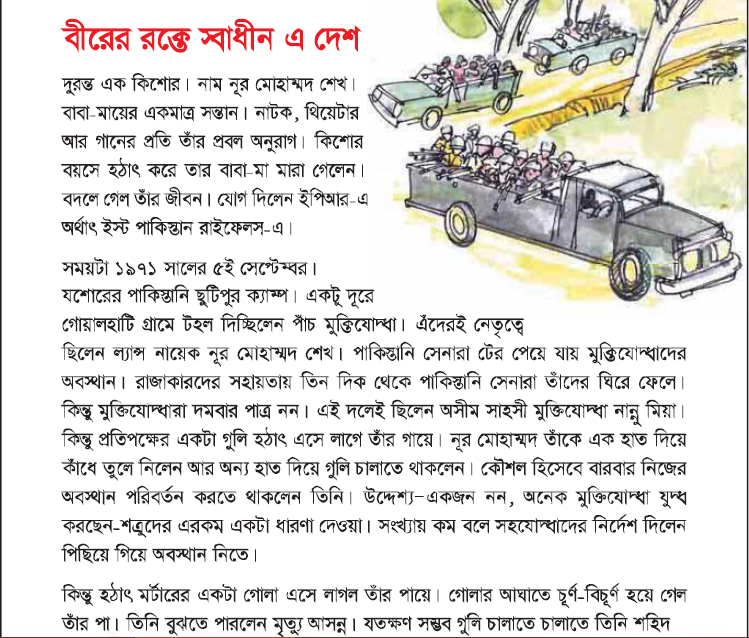 বীরের রক্তে স্বাধীন এ দেশ
দুরন্ত এক কিশোর। নাম নূর মোহাম্মদ শেখ।
বাবা-মায়ের একমাত্র সন্তান। নাটক, থিয়েটার
আর গানের প্রতি তাঁর প্রবল অনুরাগ। কিশোর
বয়সে হঠাৎ করে তার বাবা-মা মারা গেলেন।
বদলে গেল তাঁর জীবন। যোগ দিলেন ইপিআর-এ
অর্থাৎ ইস্ট পাকিস্তান রাইফেলস-এ।
সময়টা ১৯৭১ সালের ৫ই সেপ্টেম্বর।
যশোরের পাকিস্তানি ছুটিপুর ক্যাম্প। একটু দূরে
গোয়ালহাটি গ্রামে টহল দিচ্ছিলেন পাঁচ মুক্তিযোদ্ধা। এঁদেরই নেতৃত্বে
ছিলেন ল্যান্স নায়েক নূর মোহাম্মদ শেখ। পাকিস্তানি সেনারা টের পেয়ে যায় মুক্তিযোদ্ধাদের
অবস্থান। রাজাকারদের সহায়তায় তিন দিক থেকে পাকিস্তানি সেনারা তাঁদের ঘিরে ফেলে।
কিন্তু মুক্তিযোদ্ধারা দমবার পাত্র নন। এই দলেই ছিলেন অসীম সাহসী মুক্তিযোদ্ধা নান্নু মিয়া।
কিন্তু প্রতিপক্ষের একটা গুলি হঠাৎ এসে লাগে তাঁর গায়ে। নূর মোহাম্মদ তাঁকে এক হাত দিয়ে
কাঁধে তুলে নিলেন আর অন্য হাত দিয়ে গুলি চালাতে থাকলেন। কৌশল হিসেবে বারবার নিজের
অবস্থান পরিবর্তন করতে থাকলেন তিনি। উদ্দেশ্য–একজন নন, অনেক মুক্তিযোদ্ধা যুদ্ধ
করছেন-শত্রুদের এরকম একটা ধারণা দেওয়া। সংখ্যায় কম বলে সহযোদ্ধাদের নির্দেশ দিলেন
পিছিয়ে গিয়ে অবস্থান নিতে।
কিন্তু হঠাৎ মর্টারের একটা গোলা এসে লাগল তাঁর পায়ে। গোলার আঘাতে চূর্ণ-বিচূর্ণ হয়ে গেল
তাঁর পা। তিনি বুঝতে পারলেন মৃত্যু আসন্ন। যতক্ষণ সম্ভব গুলি চালাতে চালাতে তিনি শহিদ